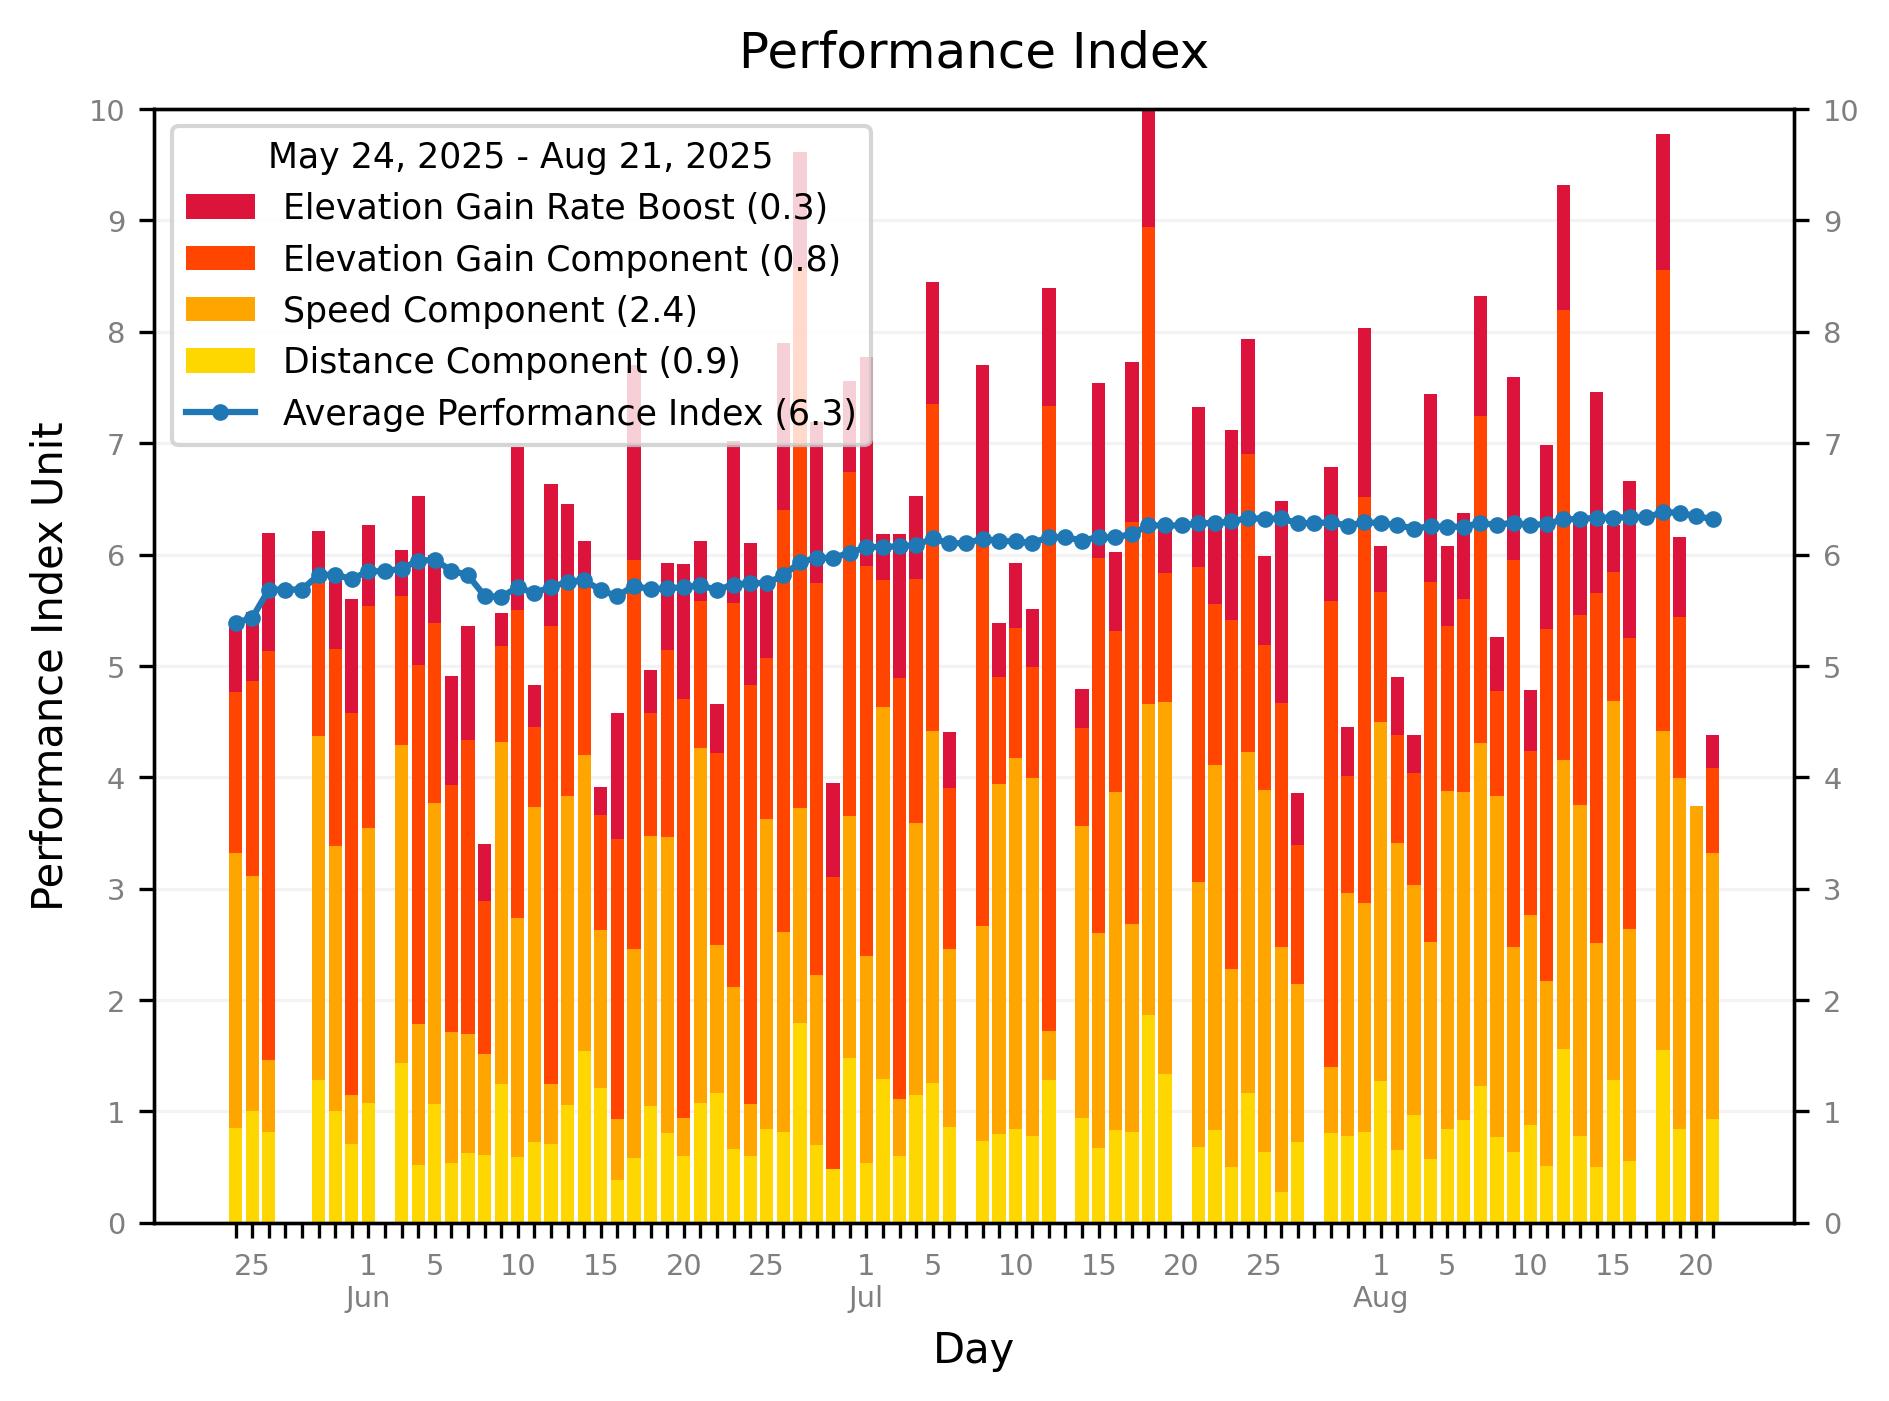 Performance Index
May 24, 2025 - Aug 21, 2025
Elevation Gain Rate Boost (0.3)
Elevation Gain Component (0.8)
Speed Component (2.4)
Distance Component (0.9)
Average Performance Index (6.3)
Performance Index Unit
10
9
8
7
6
5
4
3
2
1
0
10
9
8
7
6
5
4
3
2
1
0
25 1 5 10 15 20 25 1 5 10 15 20 25 1 5 10 15 20
Jun Jul Aug
Day